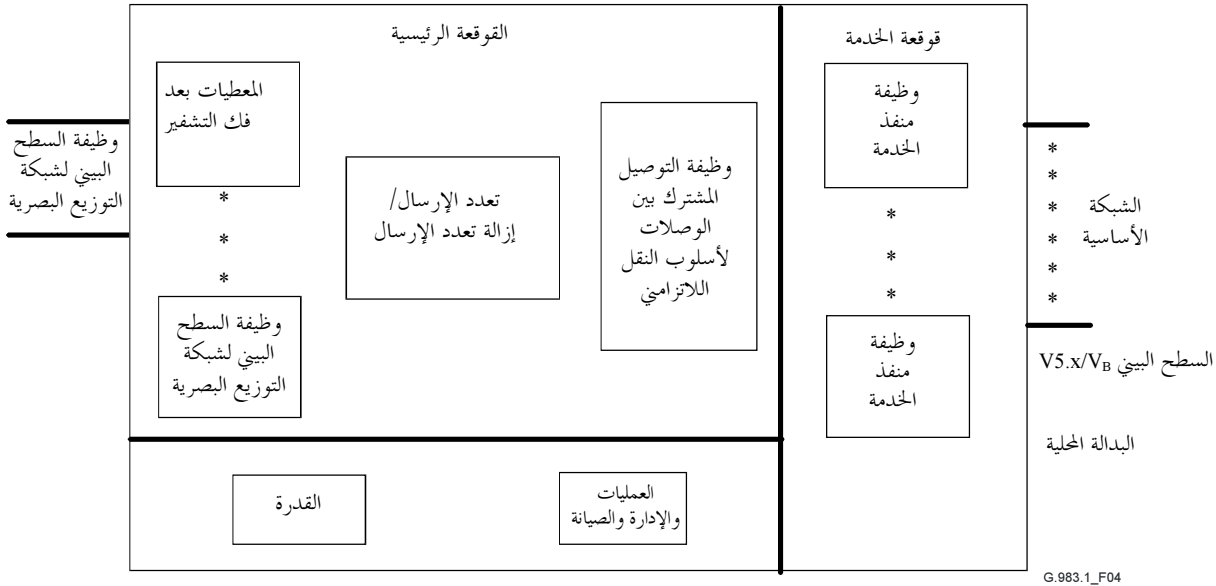 القوقعة الرئيسية
قوقعة الخدمة
المعطيات بعد
فك التشفير
وظيفة السطح
البيني لشبكة
التوزيع البصرية
*
*
*
وظيفة السطح
البيني لشبكة
التوزيع البصرية
تعدد الإرسال/
إزالة تعدد الإرسال
وظيفة التوصيل
المشترك بين
الوصلات
لأسلوب النقل
اللاتزامني
وظيفة
منفذ
الخدمة
*
*
*
وظيفة
منفذ
الخدمة
*
*
*
*
*
*
الشبكة
الأساسية
السطح البيني V5.x/VB
البدالة المحلية
القدرة
العمليات
والإدارة والصيانة
G.983.1_F04